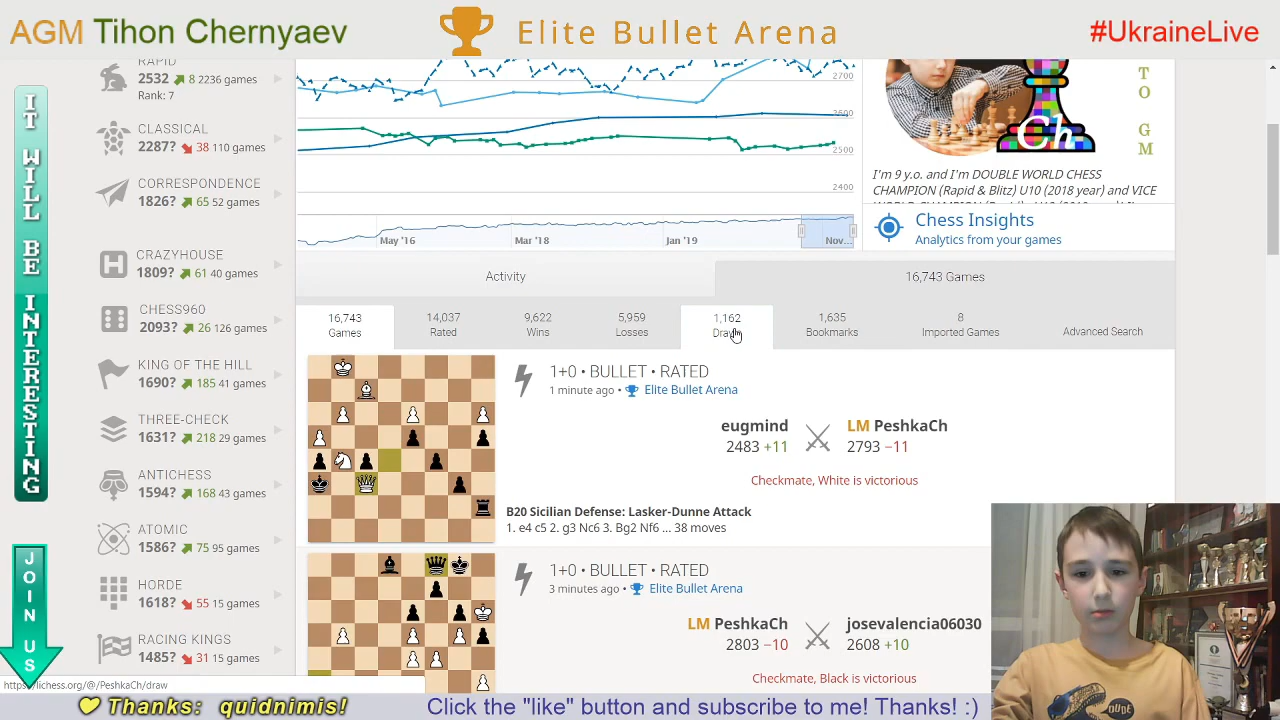 AGM Tihon Chernyaev
Elite Bullet Arena
#UkraineLive
IT WILL BE INTERESTING
JOIN US
RAPID
2532 8 2236 games
Rank: 7
CLASSICAL
2287? 38 110 games
CORRESPONDENCE
1826? 65 52 games
CRAZYHOUSE
1809? 61 40 games
CHESS960
2093? 26 126 games
KING OF THE HILL
1690? 185 41 games
THREE-CHECK
1631? 218 29 games
ANTICHESS
1594? 168 43 games
ATOMIC
1586? 75 95 games
HORDE
1618? 55 15 games
RACING KINGS
1485? 31 15 games
2700
2600
2500
2400
May '16
Mar '18
Jan '19
Nov...
Ch
TO GM
I'm 9 y.o. and I'm DOUBLE WORLD CHESS
CHAMPION (Rapid & Blitz) U10 (2018 year) and VICE
Chess Insights
Analytics from your games
Activity
16,743 Games
16,743
Games
14,037
Rated
9,622
Wins
5,959
Losses
1,162
Draws
1,635
Bookmarks
8
Imported Games
Advanced Search
1+0 • BULLET • RATED
1 minute ago • Elite Bullet Arena
eugmind
2483 +11
LM PeshkaCh
2793 −11
Checkmate, White is victorious
B20 Sicilian Defense: Lasker-Dunne Attack
1. e4 c5 2. g3 Nc6 3. Bg2 Nf6 ... 38 moves
1+0 • BULLET • RATED
3 minutes ago • Elite Bullet Arena
LM PeshkaCh
2803 −10
josevalencia06030
2608 +10
Checkmate, Black is victorious
https://lichess.org/@/PeshkaCh/draw
DUDE
Thanks: quidnimis!
Click the "like" button and subscribe to me! Thanks! :)